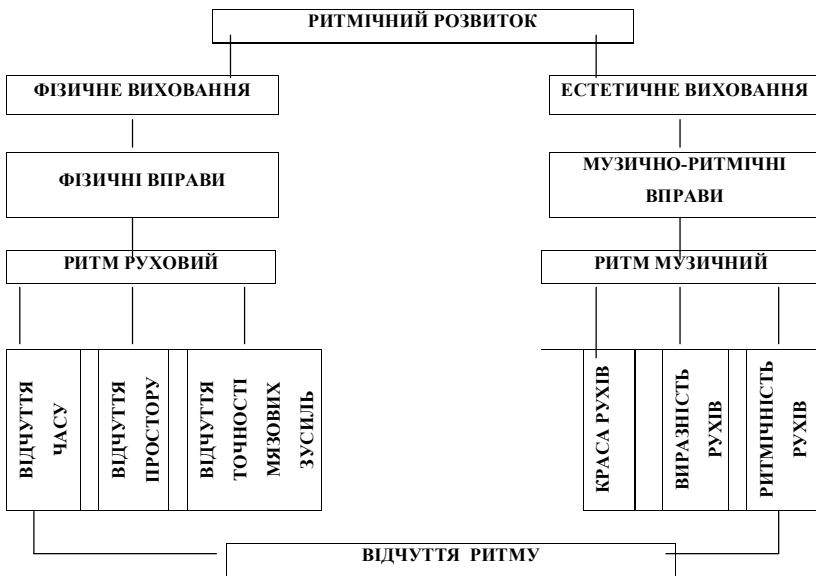 РИТМІЧНИЙ РОЗВИТОК
ФІЗИЧНЕ ВИХОВАННЯ
ЕСТЕТИЧНЕ ВИХОВАННЯ
ФІЗИЧНІ ВПРАВИ
МУЗИЧНО-РИТМІЧНІ
ВПРАВИ
РИТМ РУХОВИЙ
РИТМ МУЗИЧНИЙ
ВІДЧУТТЯ
ЧАСУ
ВІДЧУТТЯ
ПРОСТОРУ
ВІДЧУТТЯ
ТОЧНОСТІ
МЯЗОВИХ
ЗУСИЛЬ
КРАСА РУХІВ
ВИРАЗНІСТЬ
РУХІВ
РИТМІЧНІСТЬ
РУХІВ
ВІДЧУТТЯ РИТМУ